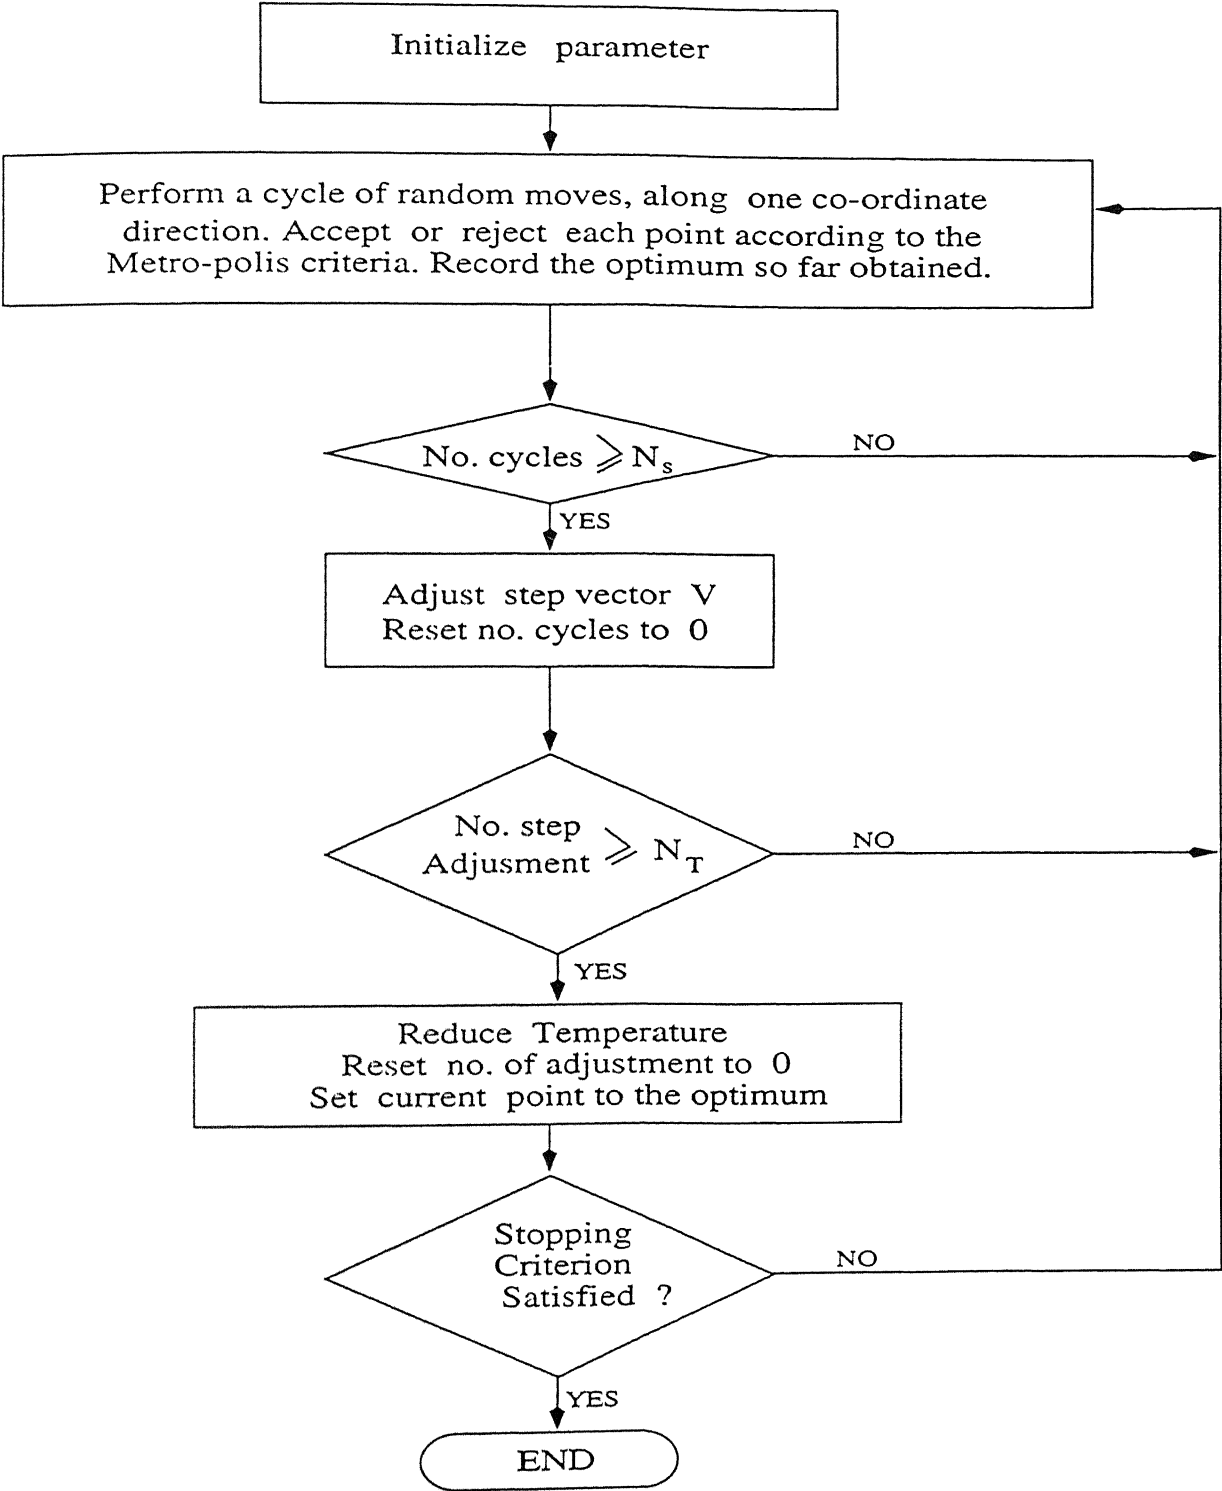 Initialize parameter
Perform a cycle of random moves, along one co-ordinate
direction. Accept or reject each point according to the
Metro-polis criteria. Record the optimum so far obtained.
No. cycles ⩾ Ns
NO
YES
Adjust step vector V
Reset no. cycles to 0
No. step
Adjusment ⩾ NT
NO
YES
Reduce Temperature
Reset no. of adjustment to 0
Set current point to the optimum
Stopping
Criterion
Satisfied ?
NO
YES
END